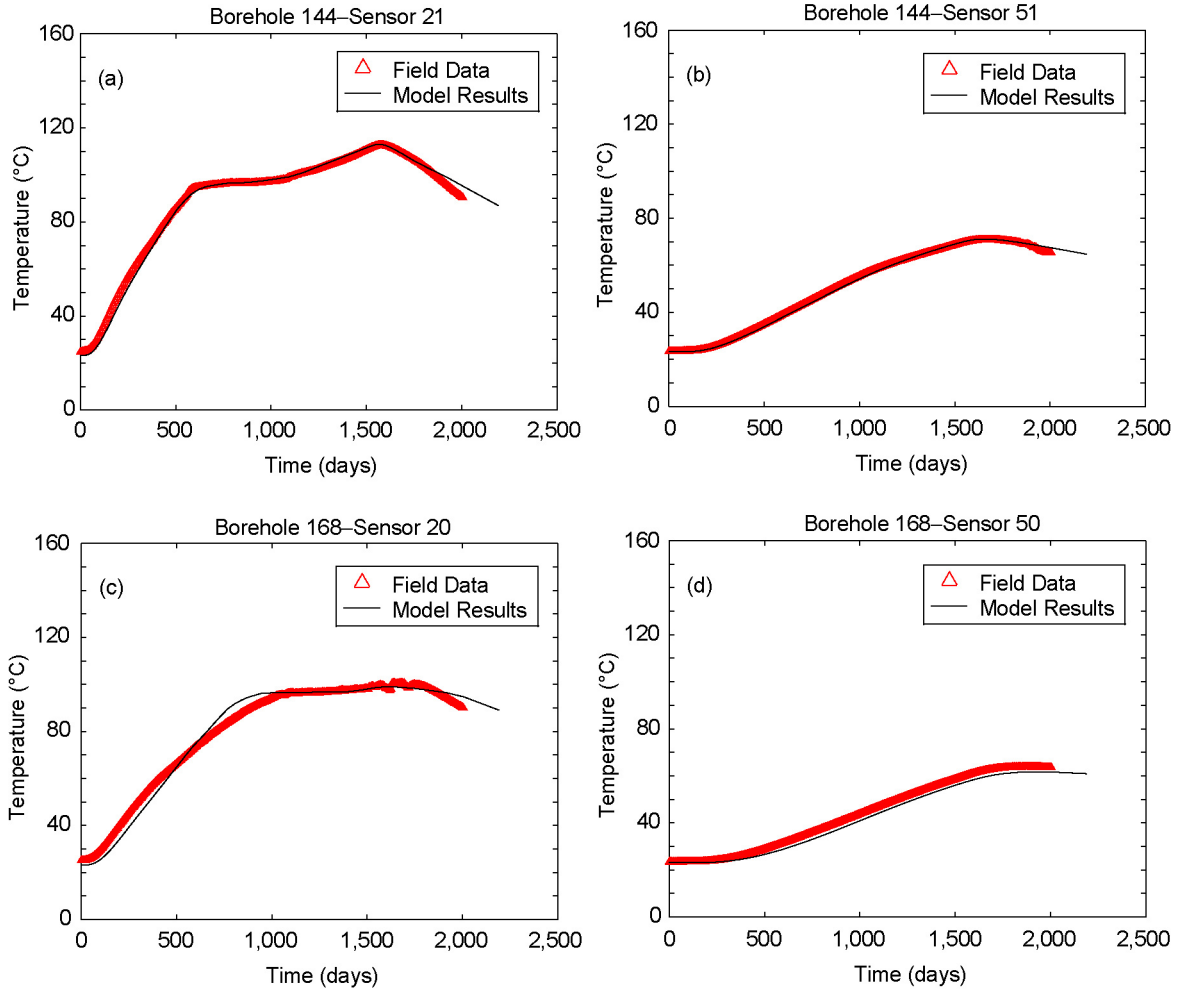 Borehole 144–Sensor 21
160
120
80
40
0
(a)
Field Data
Model Results
Temperature (°C)
0 500 1,000 1,500 2,000 2,500
Time (days)
Borehole 144–Sensor 51
160
120
80
40
0
(b)
Field Data
Model Results
Temperature (°C)
0 500 1,000 1,500 2,000 2,500
Time (days)
Borehole 168–Sensor 20
160
120
80
40
0
(c)
Field Data
Model Results
Temperature (°C)
0 500 1,000 1,500 2,000 2,500
Time (days)
Borehole 168–Sensor 50
160
120
80
40
0
(d)
Field Data
Model Results
Temperature (°C)
0 500 1,000 1,500 2,000 2,500
Time (days)